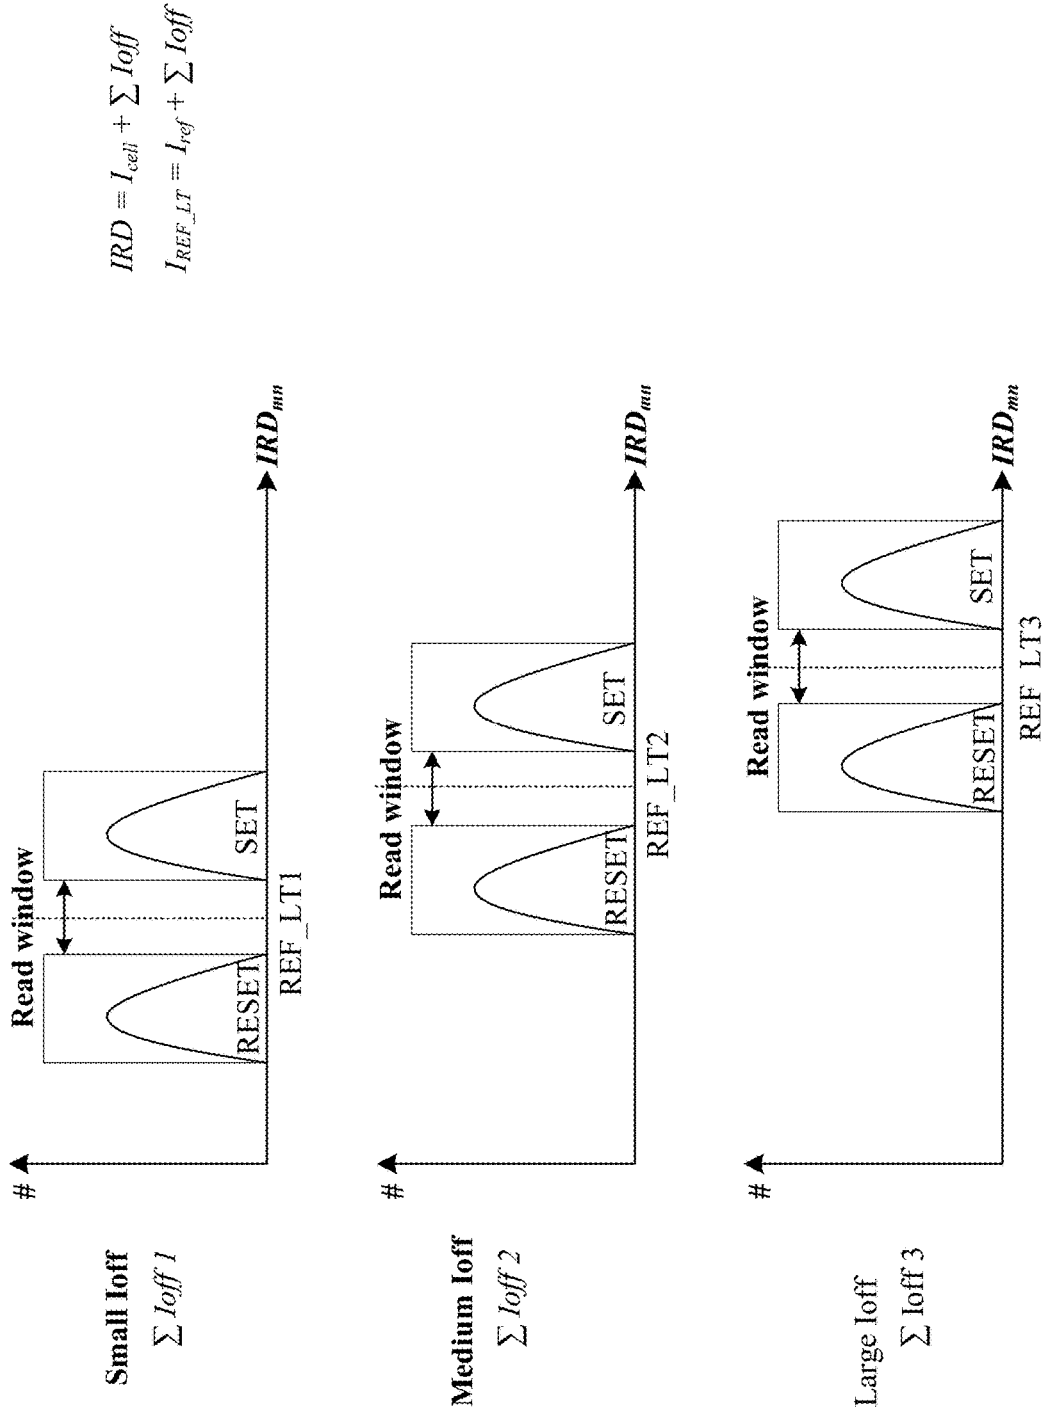 IRD = I_cell + ∑ Ioff
I_REF_LT = I_ref + ∑ Ioff
Small Ioff
∑ Ioff 1
#
Read window
RESET
SET
REF_LT1
IRD_mn
Medium Ioff
∑ Ioff 2
#
Read window
RESET
SET
REF_LT2
IRD_mn
Large Ioff
∑ Ioff 3
#
Read window
RESET
SET
REF_LT3
IRD_mn